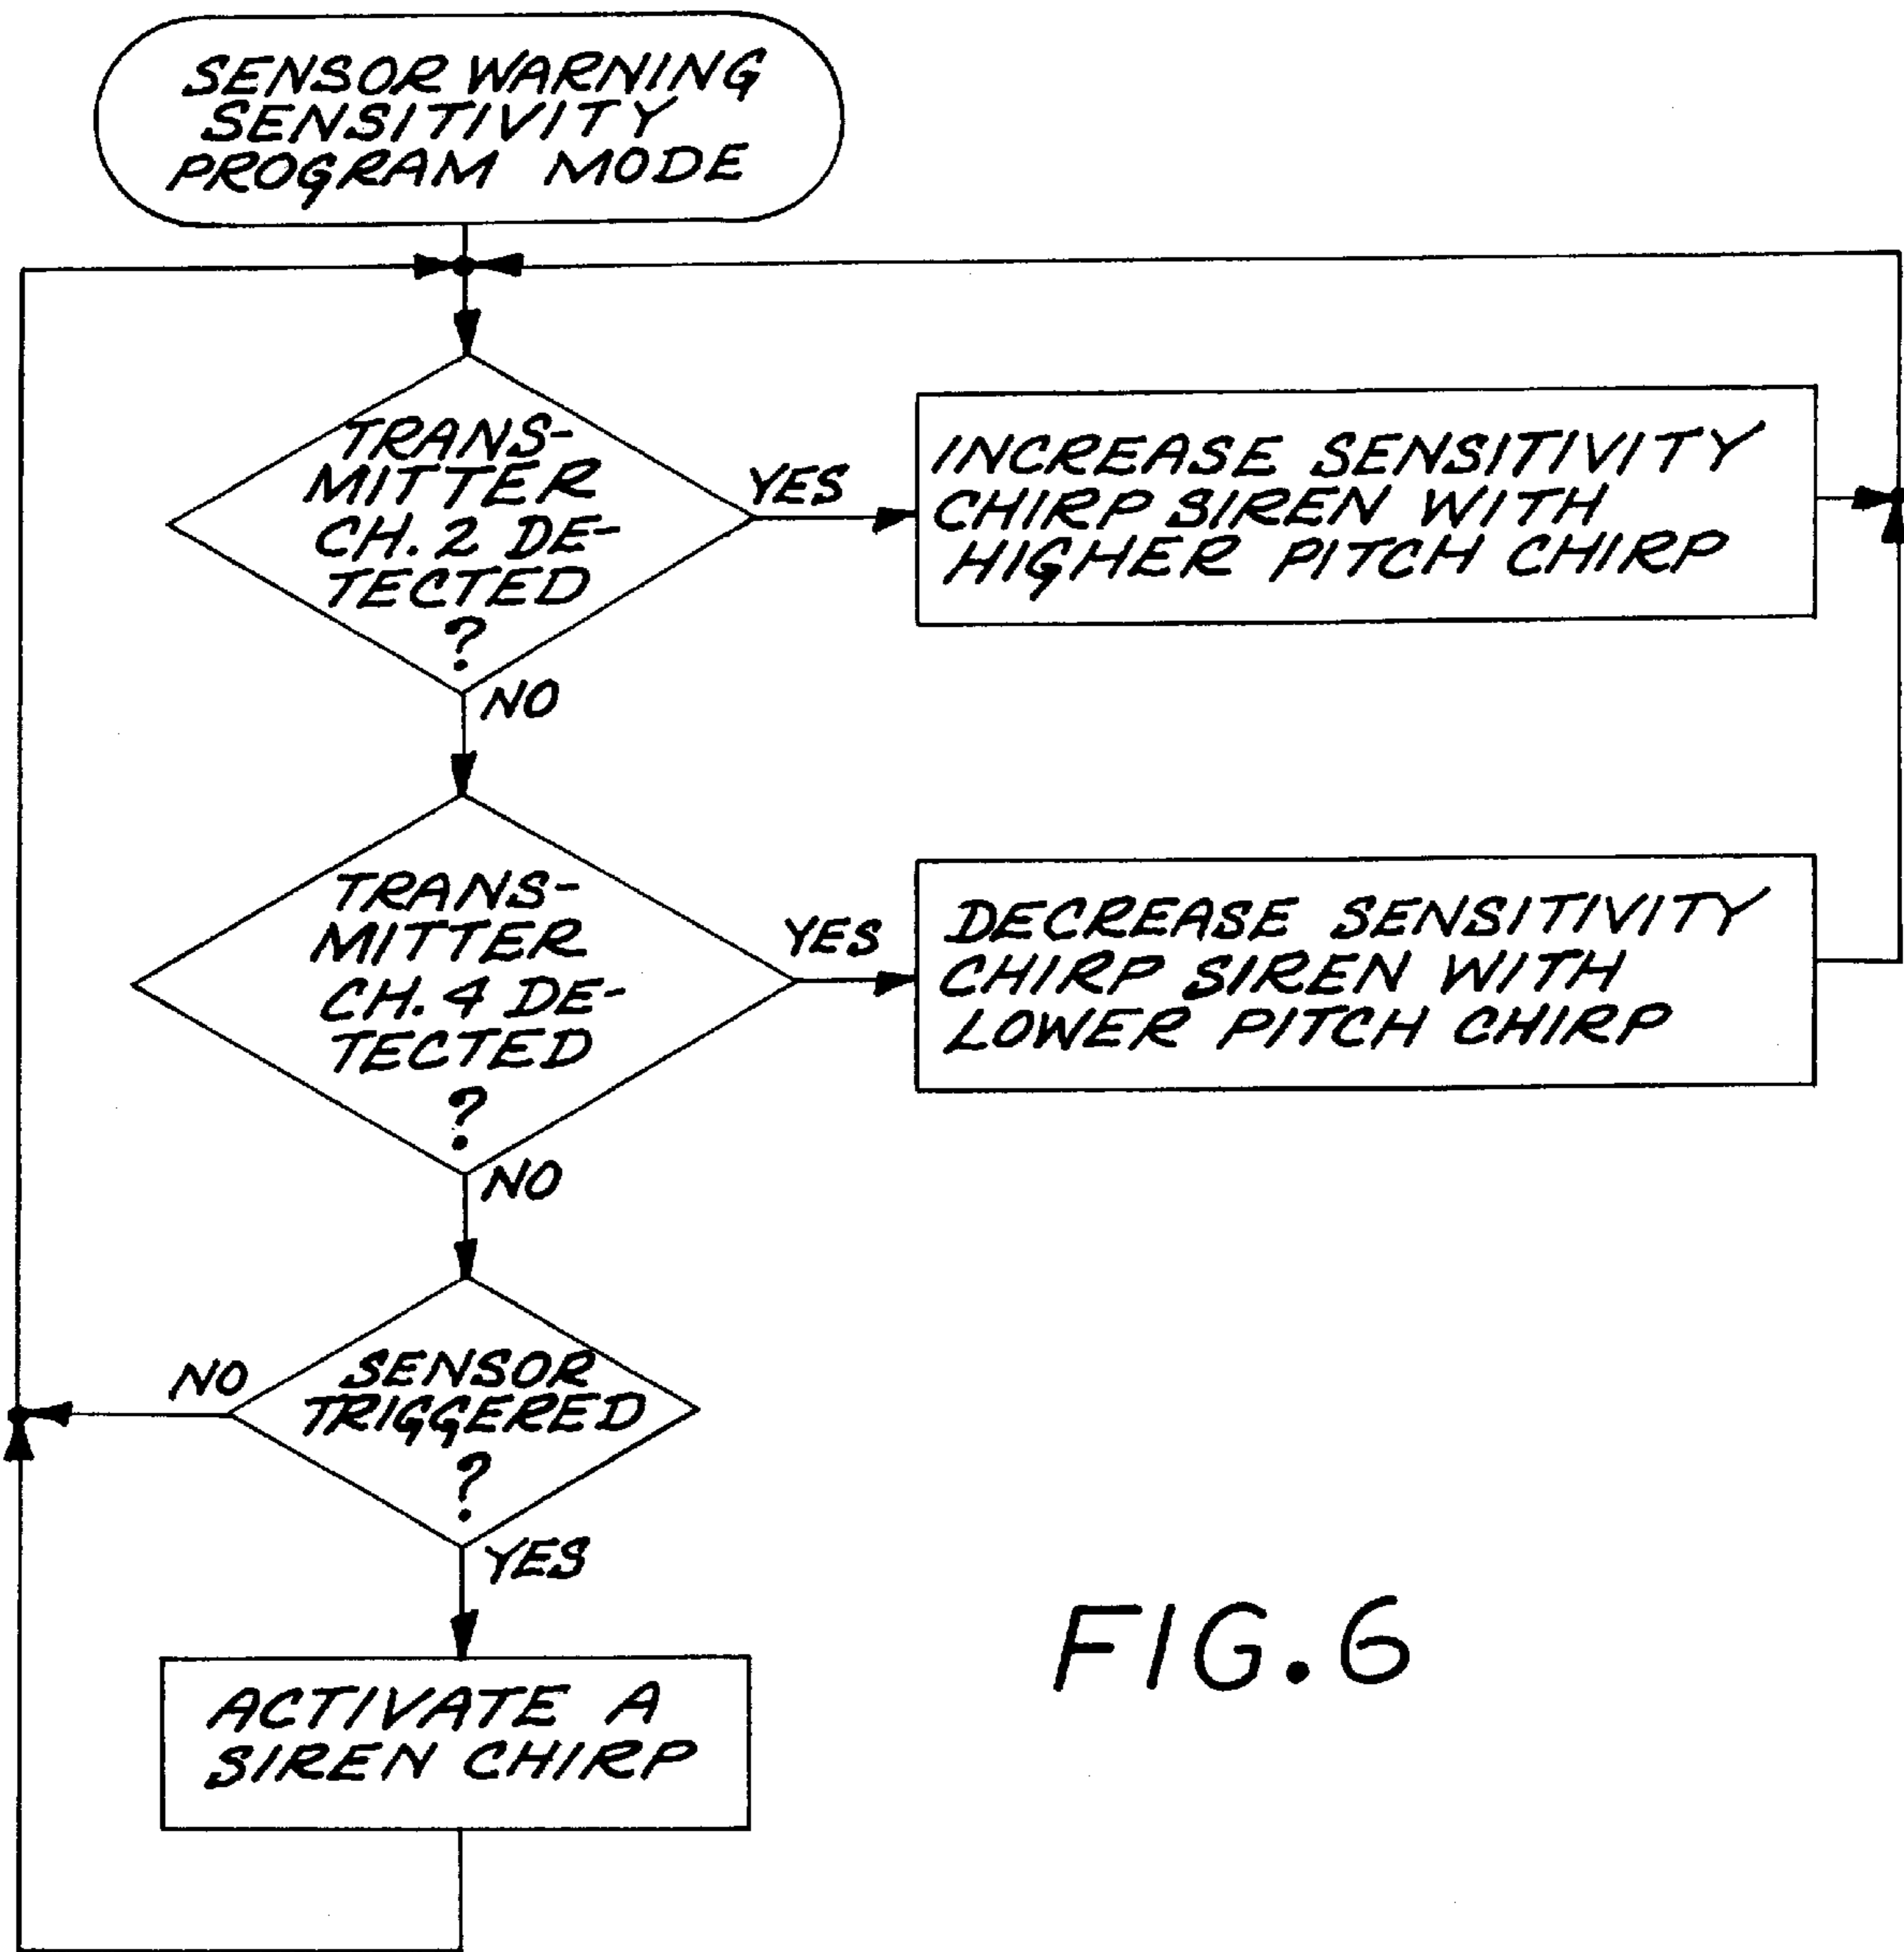 SENSOR WARNING
SENSITIVITY
PROGRAM MODE
TRANS-
MITTER
CH. 2 DE-
TECTED
?
YES
INCREASE SENSITIVITY
CHIRP SIREN WITH
HIGHER PITCH CHIRP
NO
TRANS-
MITTER
CH. 4 DE-
TECTED
?
YES
DECREASE SENSITIVITY
CHIRP SIREN WITH
LOWER PITCH CHIRP
NO
SENSOR
TRIGGERED
?
NO
YES
ACTIVATE A
SIREN CHIRP
FIG. 6